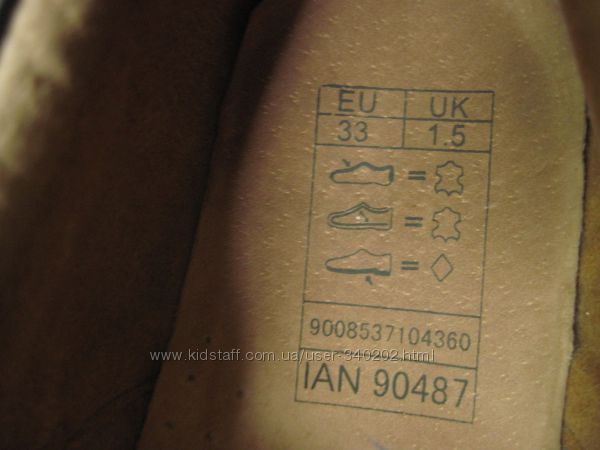 EU UK
33 1.5
=
=
=
9008537104360
www.kidstaff.com.ua/user-340202.html
IAN 90487